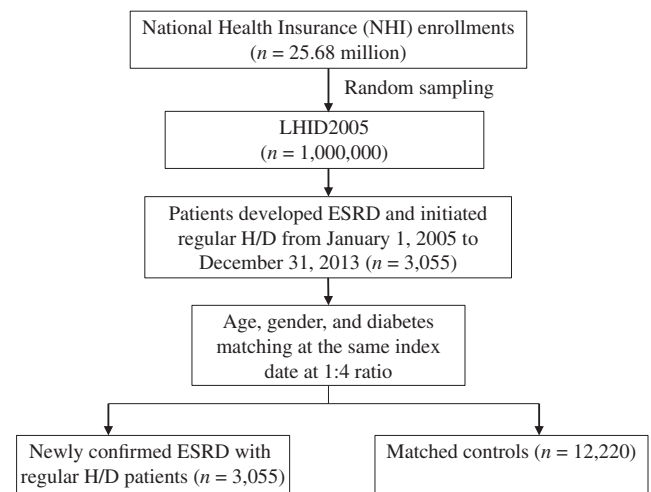 National Health Insurance (NHI) enrollments
(n = 25.68 million)
Random sampling
LHID2005
(n = 1,000,000)
Patients developed ESRD and initiated
regular H/D from January 1, 2005 to
December 31, 2013 (n = 3,055)
Age, gender, and diabetes
matching at the same index
date at 1:4 ratio
Newly confirmed ESRD with
regular H/D patients (n = 3,055)
Matched controls (n = 12,220)